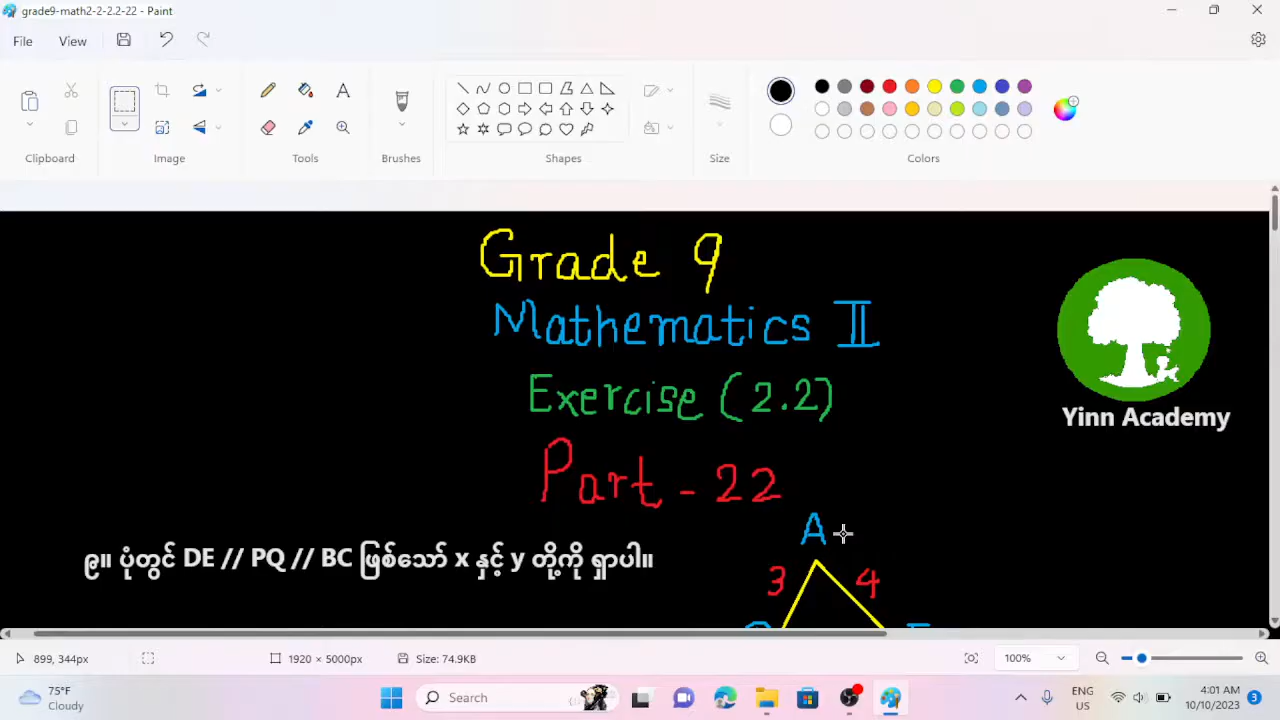 grade9-math2-2-2.2-22 - Paint
File
View
Clipboard
Image
Tools
Brushes
Shapes
Size
Colors
Grade 9
Mathematics II
Exercise (2.2)
Part - 22
Yinn Academy
A
၉။ ပုံတွင် DE // PQ // BC ဖြစ်သော် x နှင့် y တို့ကို ရှာပါ။
3
4
899, 344px
1920 × 5000px
Size: 74.9KB
100%
75°F
Cloudy
Search
ENG
US
4:01 AM
10/10/2023
3